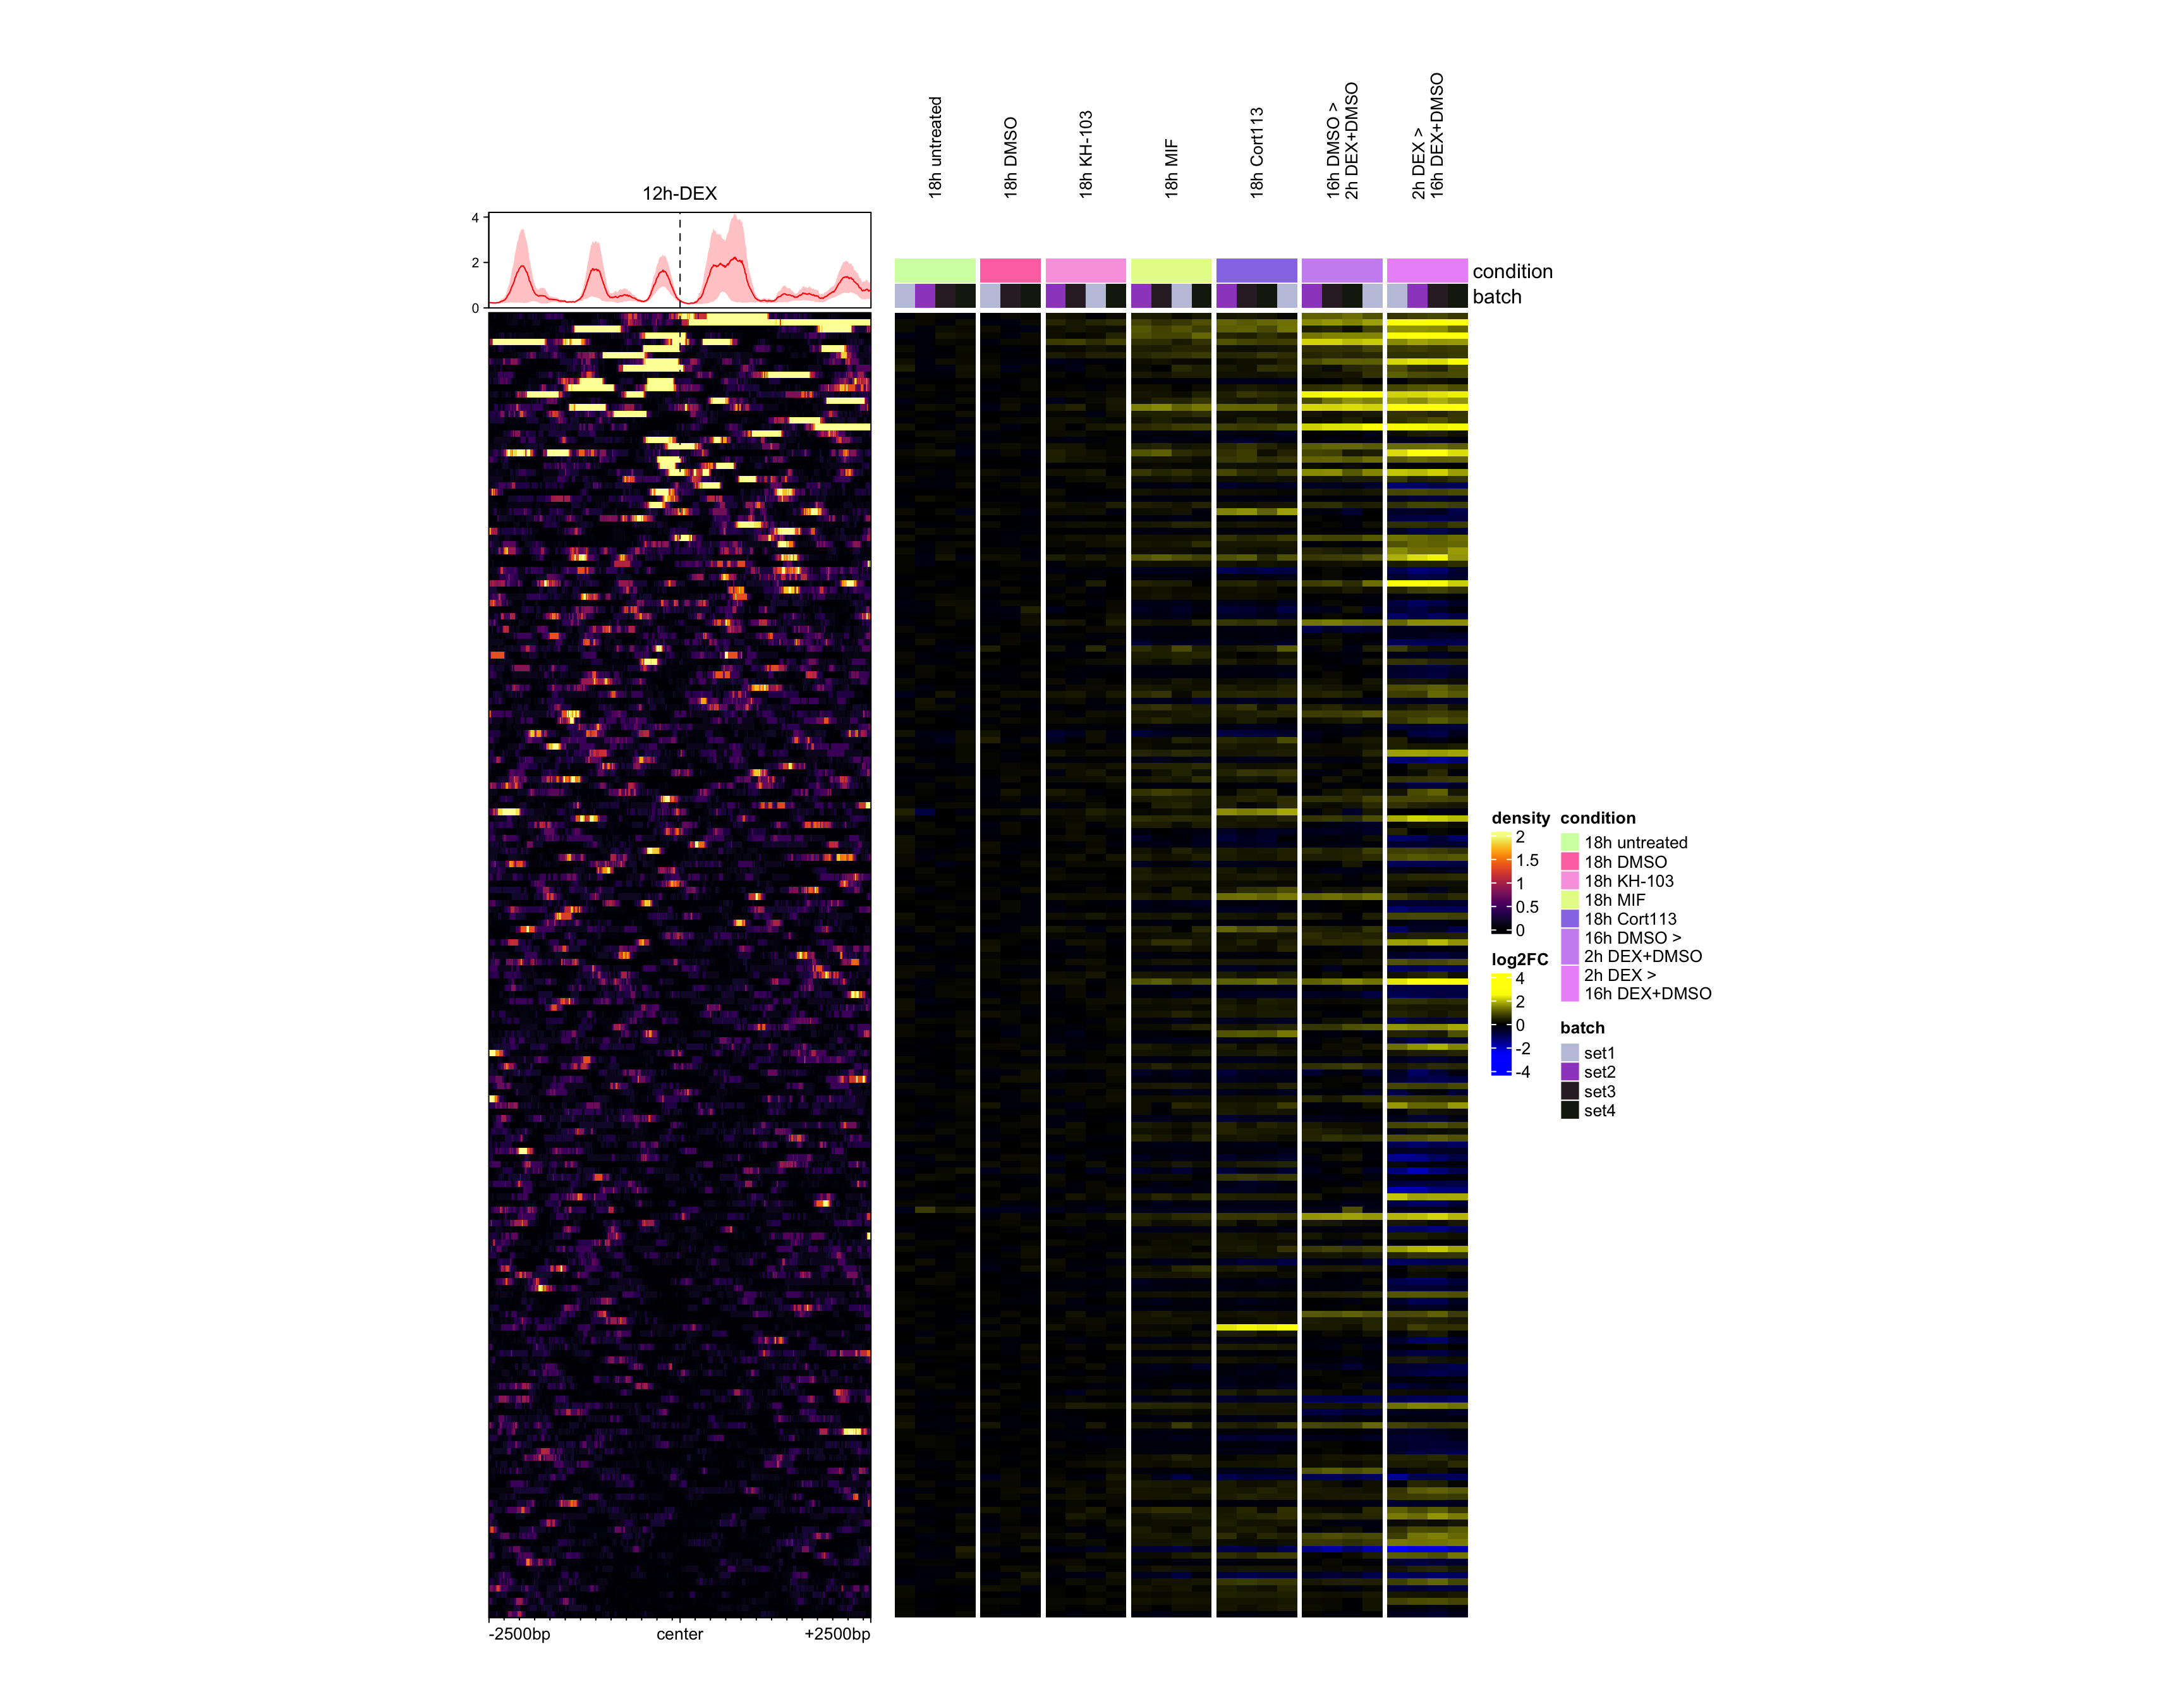 18h untreated
18h DMSO
18h KH-103
18h MIF
18h Cort113
16h DMSO >
2h DEX+DMSO
2h DEX >
16h DEX+DMSO
12h-DEX
4
2
0
condition
batch
density
2
1.5
1
0.5
0
log2FC
4
2
0
-2
-4
condition
18h untreated
18h DMSO
18h KH-103
18h MIF
18h Cort113
16h DMSO >
2h DEX+DMSO
2h DEX >
16h DEX+DMSO
batch
set1
set2
set3
set4
-2500bp
center
+2500bp